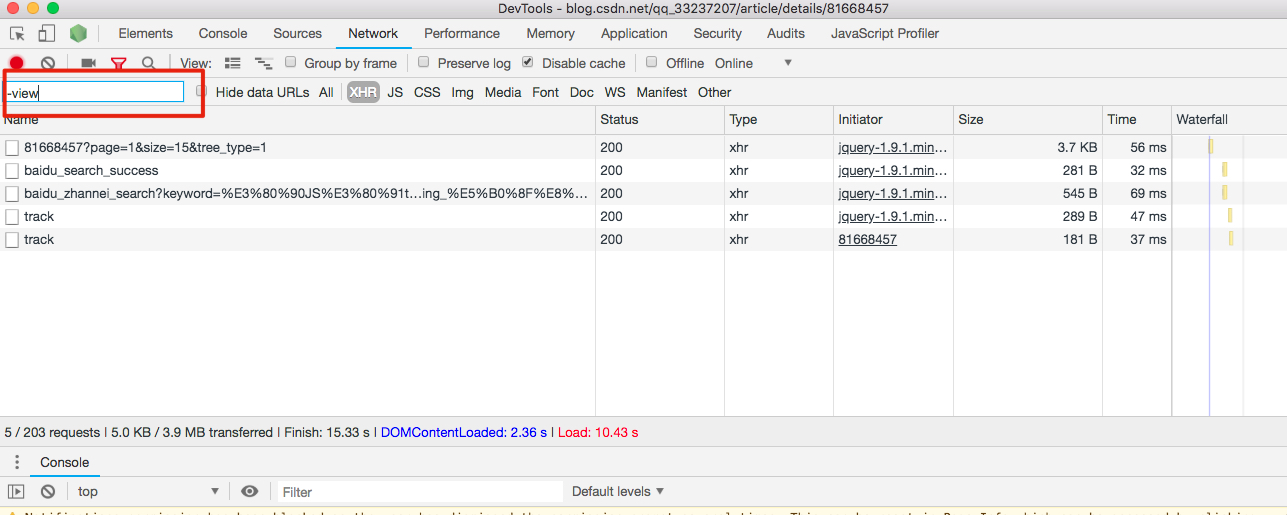 DevTools - blog.csdn.net/qq_33237207/article/details/81668457
Elements Console Sources Network Performance Memory Application Security Audits JavaScript Profiler
View: Group by frame Preserve log Disable cache Offline Online
-view Hide data URLs All XHR JS CSS Img Media Font Doc WS Manifest Other
Name Status Type Initiator Size Time Waterfall
81668457?page=1&size=15&tree_type=1 200 xhr jquery-1.9.1.min,… 3.7 KB 56 ms
baidu_search_success 200 xhr jquery-1.9.1.min,… 281 B 32 ms
baidu_zhannei_search?keyword=%E3%80%90JS%E3%80%91t…ing_%E5%B0%8F%E8%… 200 xhr jquery-1.9.1.min,… 545 B 69 ms
track 200 xhr jquery-1.9.1.min,… 289 B 47 ms
track 200 xhr 81668457 181 B 37 ms
5 / 203 requests | 5.0 KB / 3.9 MB transferred | Finish: 15.33 s | DOMContentLoaded: 2.36 s | Load: 10.43 s
Console
top Filter Default levels